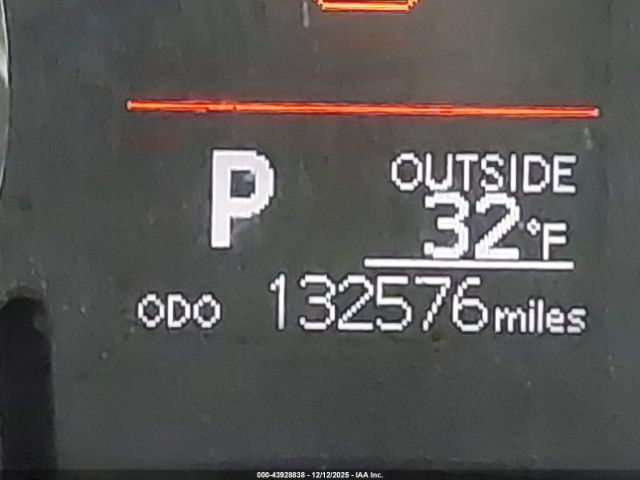 P
OUTSIDE
32°F
ODO 132576 miles
000-43928838 - 12/12/2025 - IAA Inc.